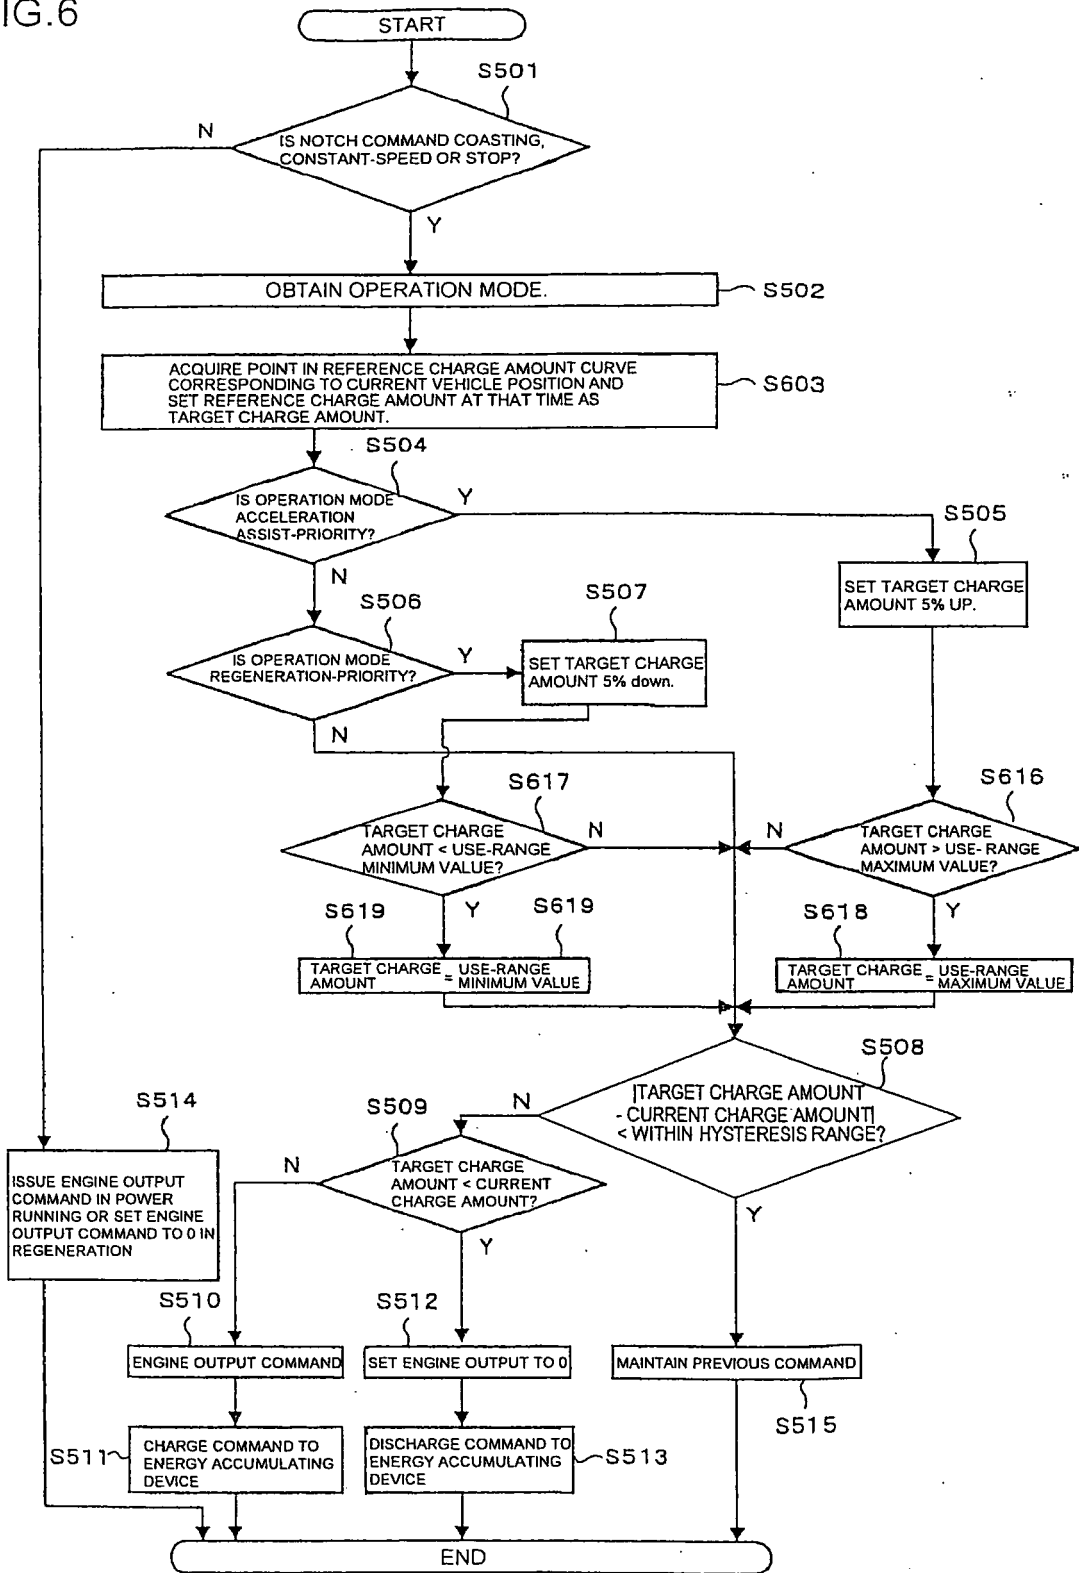 IG.6
START
S501
IS NOTCH COMMAND COASTING,
CONSTANT-SPEED OR STOP?
N
Y
OBTAIN OPERATION MODE.
S502
ACQUIRE POINT IN REFERENCE CHARGE AMOUNT CURVE
CORRESPONDING TO CURRENT VEHICLE POSITION AND
SET REFERENCE CHARGE AMOUNT AT THAT TIME AS
TARGET CHARGE AMOUNT.
S603
S504
IS OPERATION MODE
ACCELERATION
ASSIST-PRIORITY?
Y
N
S505
SET TARGET CHARGE
AMOUNT 5% UP.
S506
IS OPERATION MODE
REGENERATION-PRIORITY?
Y
N
S507
SET TARGET CHARGE
AMOUNT 5% down.
S617
TARGET CHARGE
AMOUNT < USE-RANGE
MINIMUM VALUE?
N
Y
S616
TARGET CHARGE
AMOUNT > USE- RANGE
MAXIMUM VALUE?
N
Y
S619
S619
TARGET CHARGE = USE-RANGE
AMOUNT MINIMUM VALUE
S618
TARGET CHARGE = USE-RANGE
AMOUNT MAXIMUM VALUE
S508
|TARGET CHARGE AMOUNT
- CURRENT CHARGE AMOUNT|
< WITHIN HYSTERESIS RANGE?
N
Y
S509
TARGET CHARGE
AMOUNT < CURRENT
CHARGE AMOUNT?
N
Y
S514
ISSUE ENGINE OUTPUT
COMMAND IN POWER
RUNNING OR SET ENGINE
OUTPUT COMMAND TO 0 IN
REGENERATION
S510
ENGINE OUTPUT COMMAND
S512
SET ENGINE OUTPUT TO 0
MAINTAIN PREVIOUS COMMAND
S515
S511
CHARGE COMMAND TO
ENERGY ACCUMULATING
DEVICE
DISCHARGE COMMAND TO
ENERGY ACCUMULATING
DEVICE
S513
END